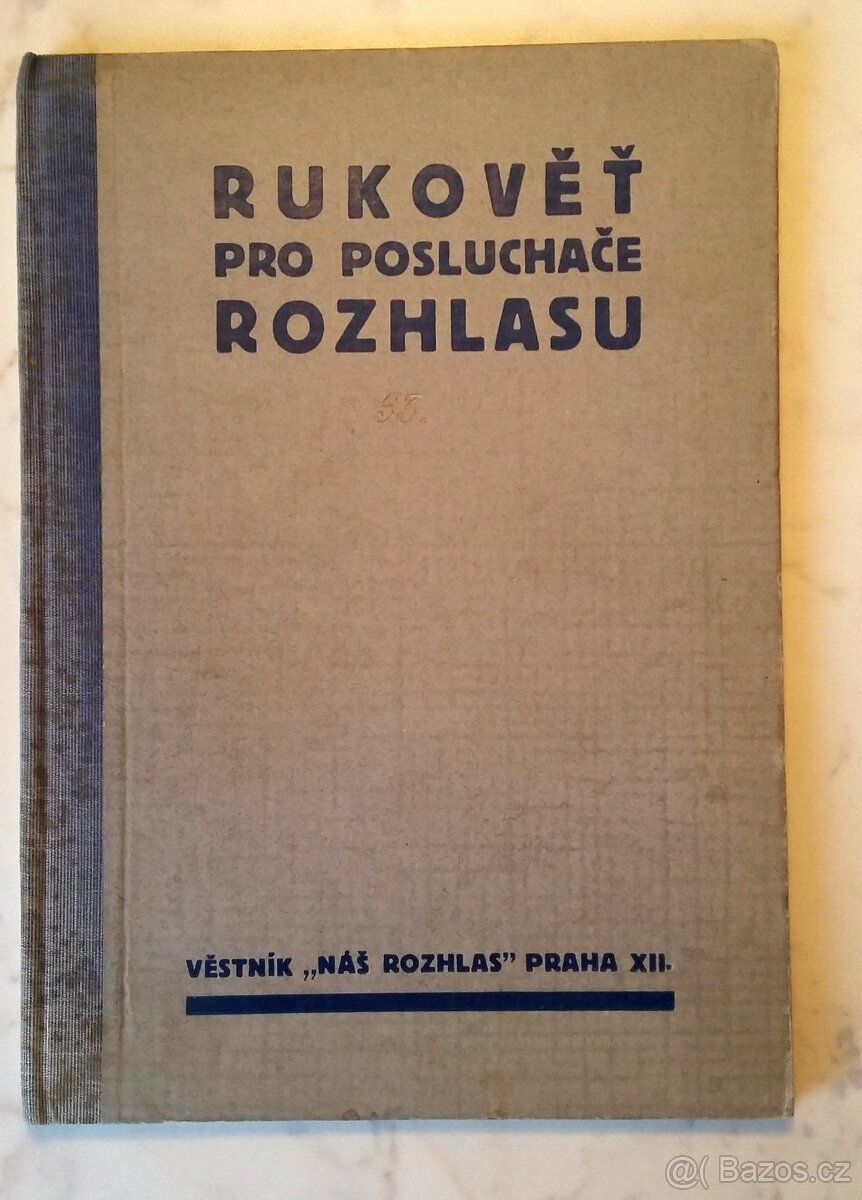 RUKOVĚŤ
PRO POSLUCHAČE
ROZHLASU
VĚSTNÍK „NÁŠ ROZHLAS” PRAHA XII.
@( Bazos.cz